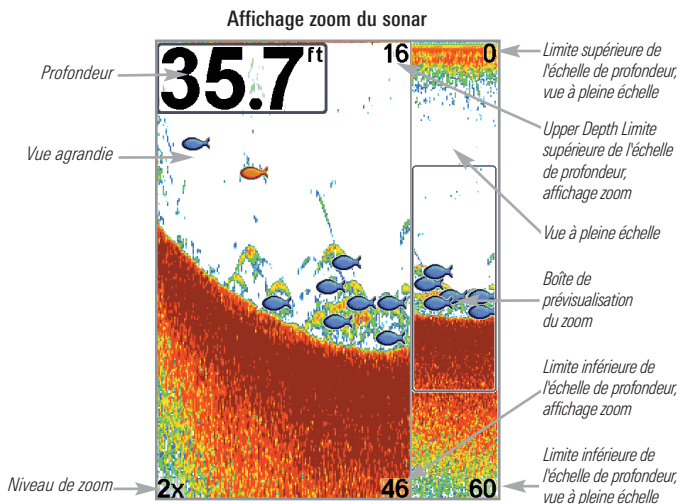 Affichage zoom du sonar
Profondeur
Vue agrandie
Niveau de zoom
35.7 ft
16
0
2x
46
60
Limite supérieure de
l'échelle de profondeur,
vue à pleine échelle
Upper Depth Limite
supérieure de l'échelle
de profondeur,
affichage zoom
Vue à pleine échelle
Boîte de
prévisualisation
du zoom
Limite inférieure de
l'échelle de profondeur,
affichage zoom
Limite inférieure de
l'échelle de profondeur,
vue à pleine échelle